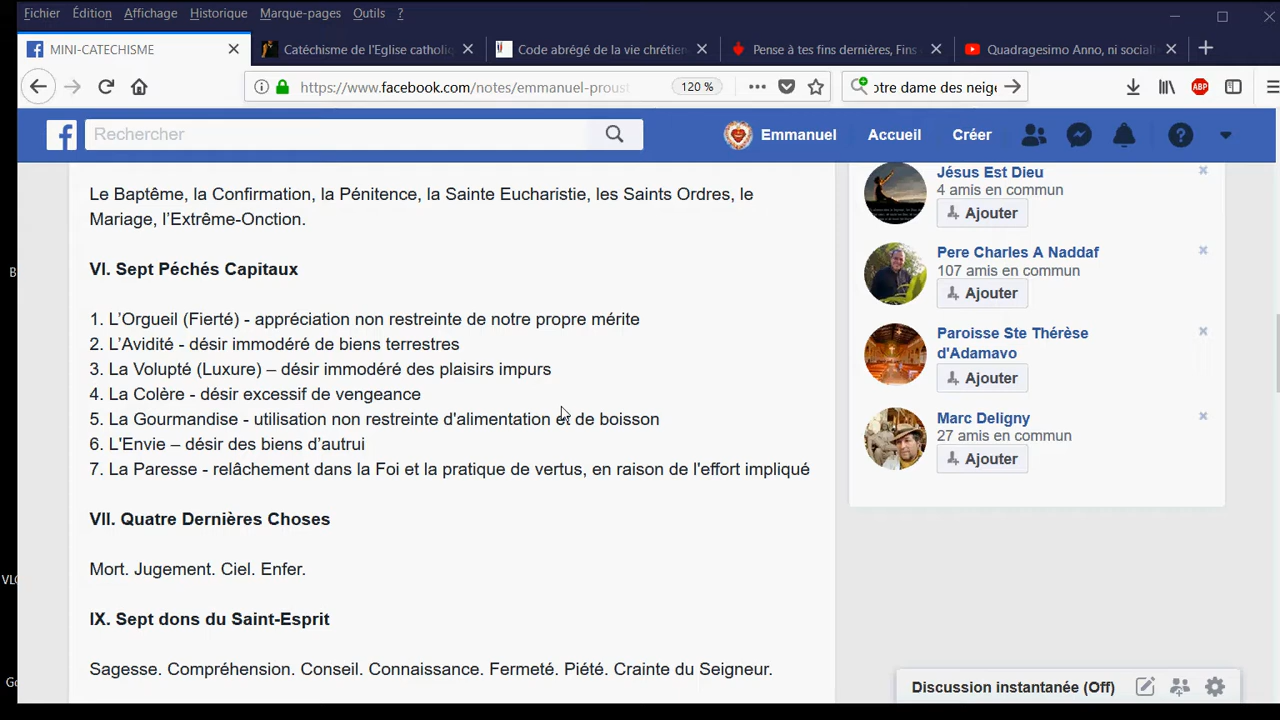 Fichier Édition Affichage Historique Marque-pages Outils ?
MINI-CATECHISME
Catéchisme de l'Eglise catholiq
Code abrégé de la vie chrétien
Pense à tes fins dernières, Fins
Quadragesimo Anno, ni sociali
https://www.facebook.com/notes/emmanuel-proust
120 %
otre dame des neige
ABP
Rechercher
Emmanuel
Accueil
Créer
Le Baptême, la Confirmation, la Pénitence, la Sainte Eucharistie, les Saints Ordres, le
Mariage, l’Extrème-Onction.
VI. Sept Péchés Capitaux
1. L’Orgueil (Fierté) - appréciation non restreinte de notre propre mérite
2. L’Avidité - désir immodéré de biens terrestres
3. La Volupté (Luxure) – désir immodéré des plaisirs impurs
4. La Colère - désir excessif de vengeance
5. La Gourmandise - utilisation non restreinte d'alimentation et de boisson
6. L'Envie – désir des biens d’autrui
7. La Paresse - relâchement dans la Foi et la pratique de vertus, en raison de l'effort impliqué
VII. Quatre Dernières Choses
Mort. Jugement. Ciel. Enfer.
IX. Sept dons du Saint-Esprit
Sagesse. Compréhension. Conseil. Connaissance. Fermeté. Piété. Crainte du Seigneur.
Jésus Est Dieu
4 amis en commun
Ajouter
Pere Charles A Naddaf
107 amis en commun
Ajouter
Paroisse Ste Thérèse
d'Adamavo
Ajouter
Marc Deligny
27 amis en commun
Ajouter
Discussion instantanée (Off)